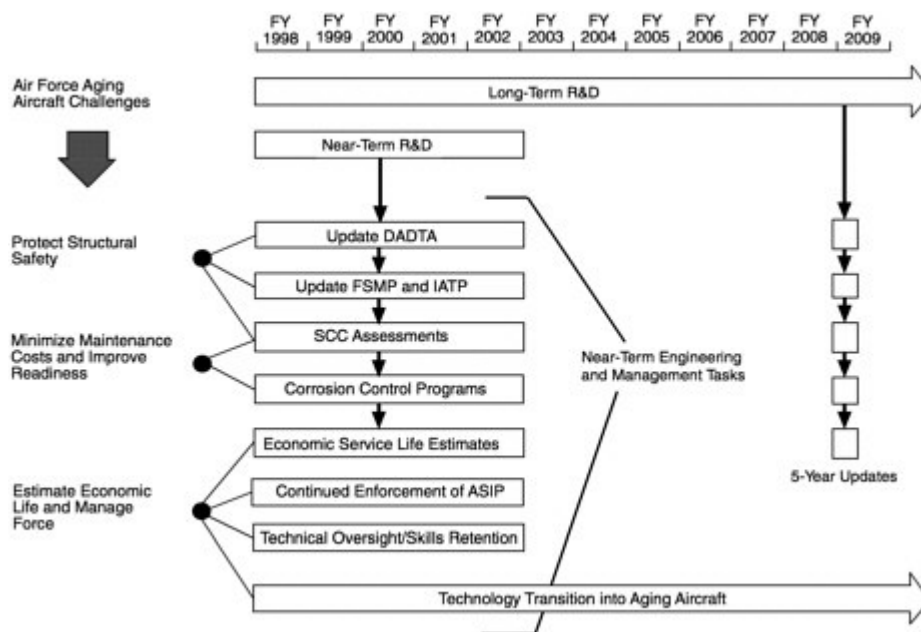 FY 1998
FY 1999
FY 2000
FY 2001
FY 2002
FY 2003
FY 2004
FY 2005
FY 2006
FY 2007
FY 2008
FY 2009
Air Force Aging
Aircraft Challenges
Long-Term R&D
Near-Term R&D
Protect Structural
Safety
Update DADTA
Update FSMP and IATP
Minimize Maintenance
Costs and Improve
Readiness
SCC Assessments
Corrosion Control Programs
Near-Term Engineering
and Management Tasks
Economic Service Life Estimates
5-Year Updates
Estimate Economic
Life and Manage
Force
Continued Enforcement of ASIP
Technical Oversight/Skills Retention
Technology Transition into Aging Aircraft